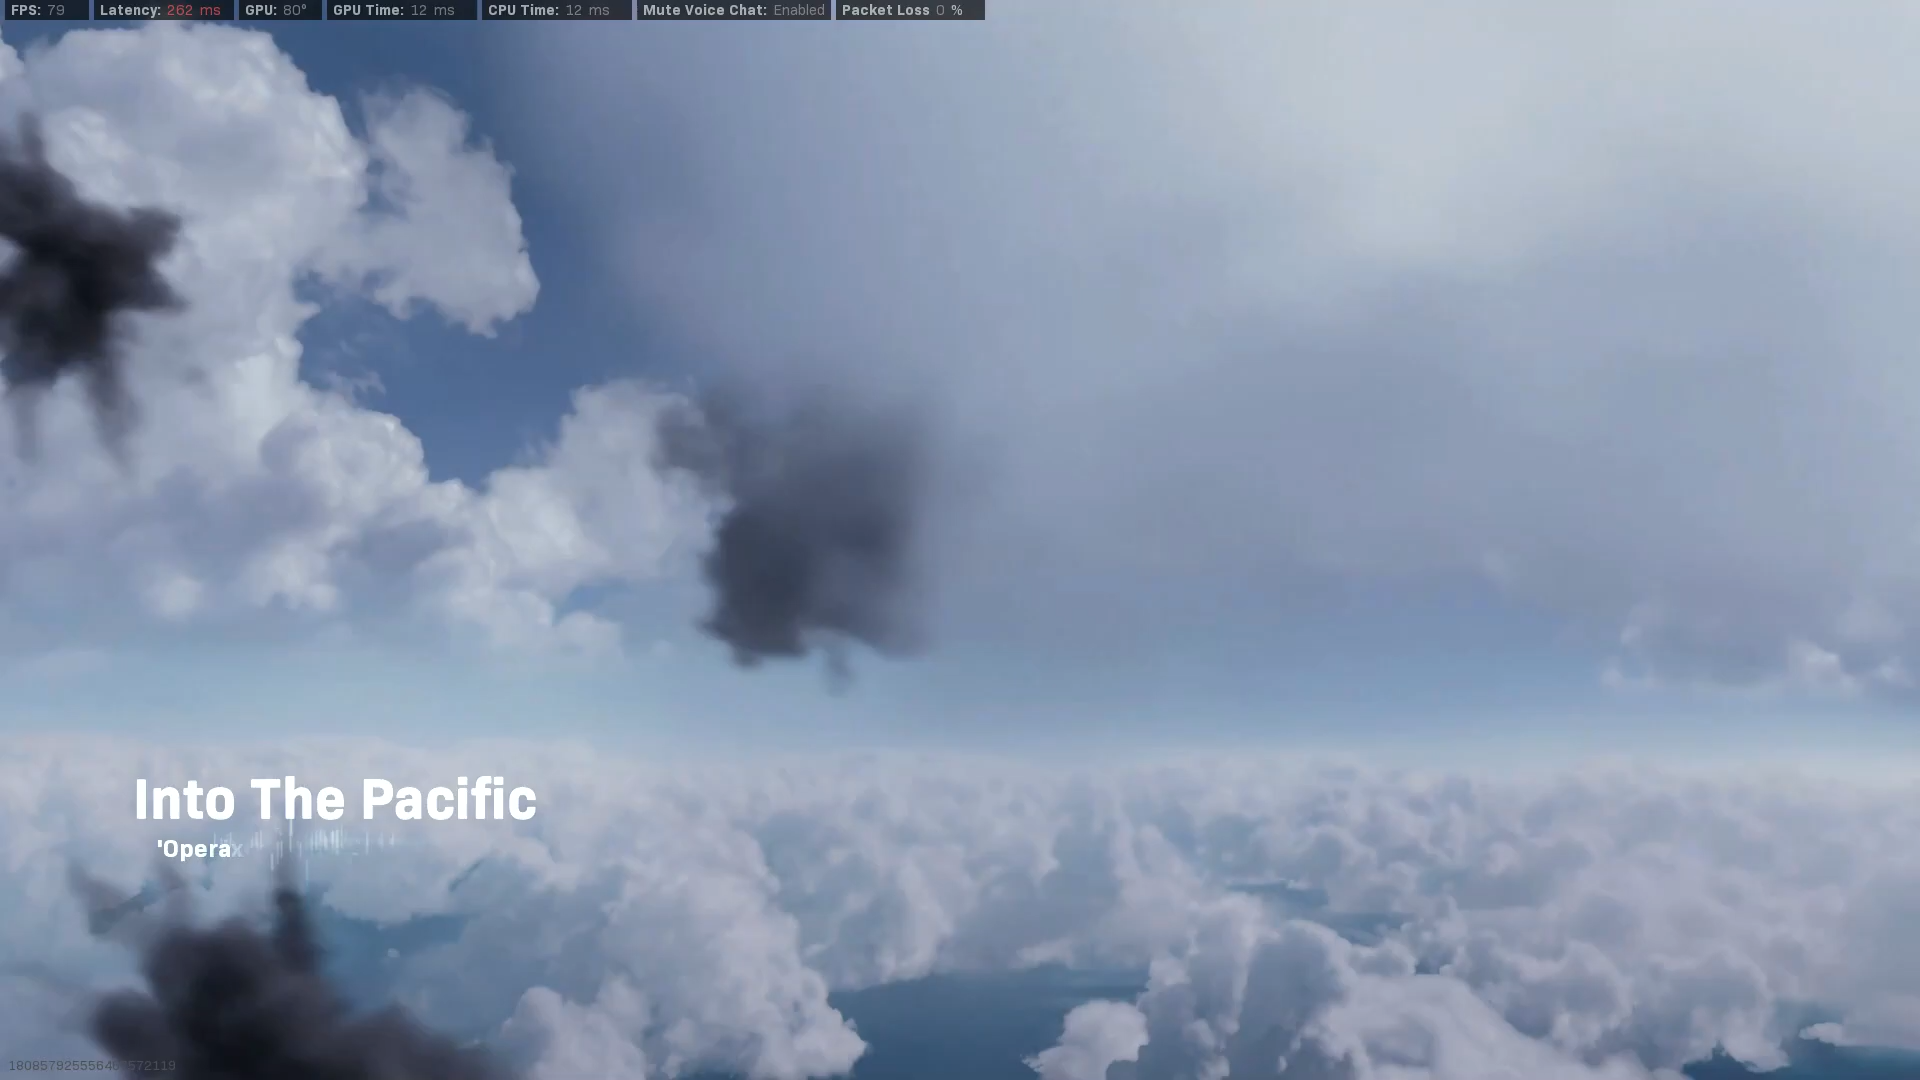 FPS: 79 Latency: 262 ms GPU: 80° GPU Time: 12 ms CPU Time: 12 ms Mute Voice Chat: Enabled Packet Loss 0 %
Into The Pacific
'Opera